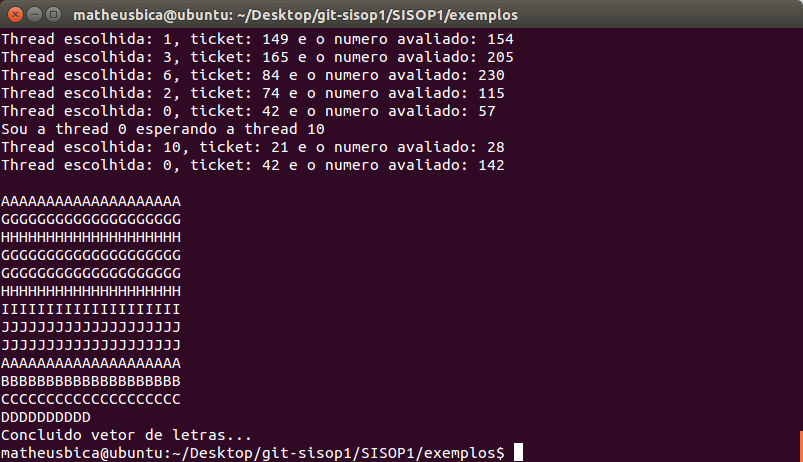 matheusbica@ubuntu: ~/Desktop/git-sisop1/SISOP1/exemplos
Thread escolhida: 1, ticket: 149 e o numero avaliado: 154
Thread escolhida: 3, ticket: 165 e o numero avaliado: 205
Thread escolhida: 6, ticket: 84 e o numero avaliado: 230
Thread escolhida: 2, ticket: 74 e o numero avaliado: 115
Thread escolhida: 0, ticket: 42 e o numero avaliado: 57
Sou a thread 0 esperando a thread 10
Thread escolhida: 10, ticket: 21 e o numero avaliado: 28
Thread escolhida: 0, ticket: 42 e o numero avaliado: 142
AAAAAAAAAAAAAAAAAAAA
GGGGGGGGGGGGGGGGGGGG
HHHHHHHHHHHHHHHHHHHH
GGGGGGGGGGGGGGGGGGGG
GGGGGGGGGGGGGGGGGGGG
HHHHHHHHHHHHHHHHHHHH
IIIIIIIIIIIIIIIIIIII
JJJJJJJJJJJJJJJJJJJJ
JJJJJJJJJJJJJJJJJJJJ
AAAAAAAAAAAAAAAAAAAA
BBBBBBBBBBBBBBBBBBBB
CCCCCCCCCCCCCCCCCCCC
DDDDDDDDDD
Concluido vetor de letras...
matheusbica@ubuntu:~/Desktop/git-sisop1/SISOP1/exemplos$